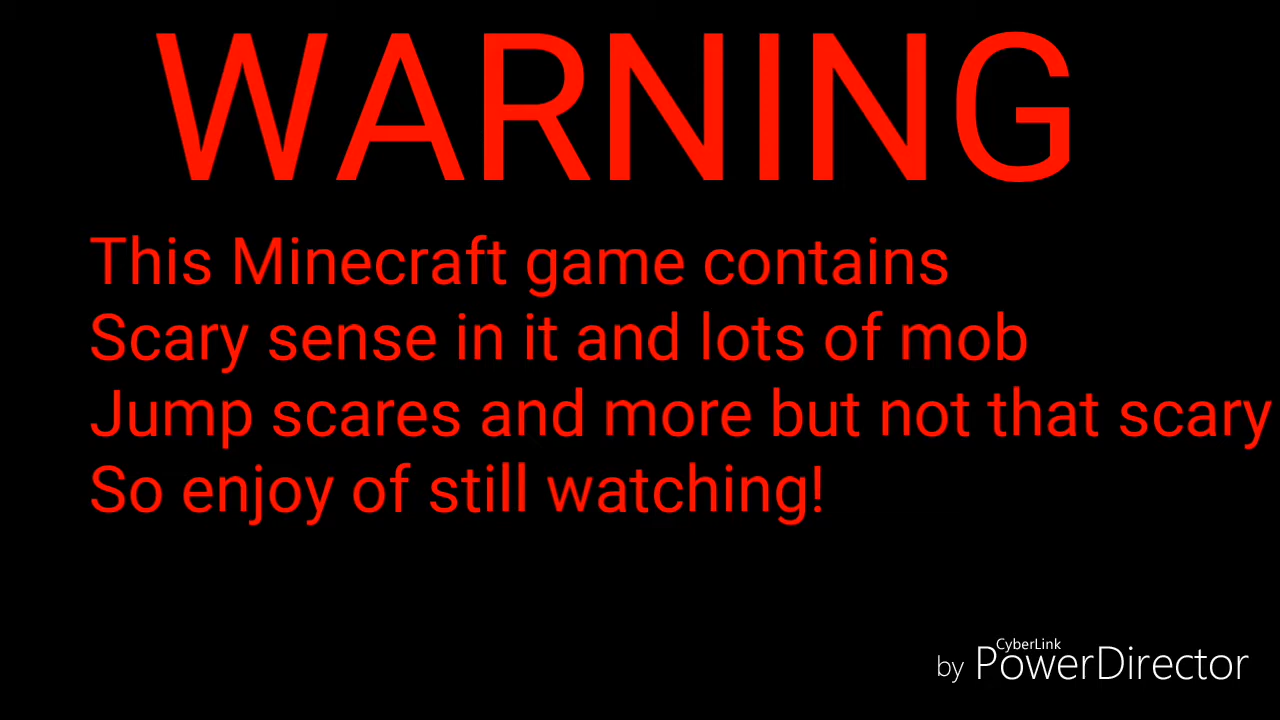 WARNING
This Minecraft game contains
Scary sense in it and lots of mob
Jump scares and more but not that scary
So enjoy of still watching!
CyberLink
by PowerDirector